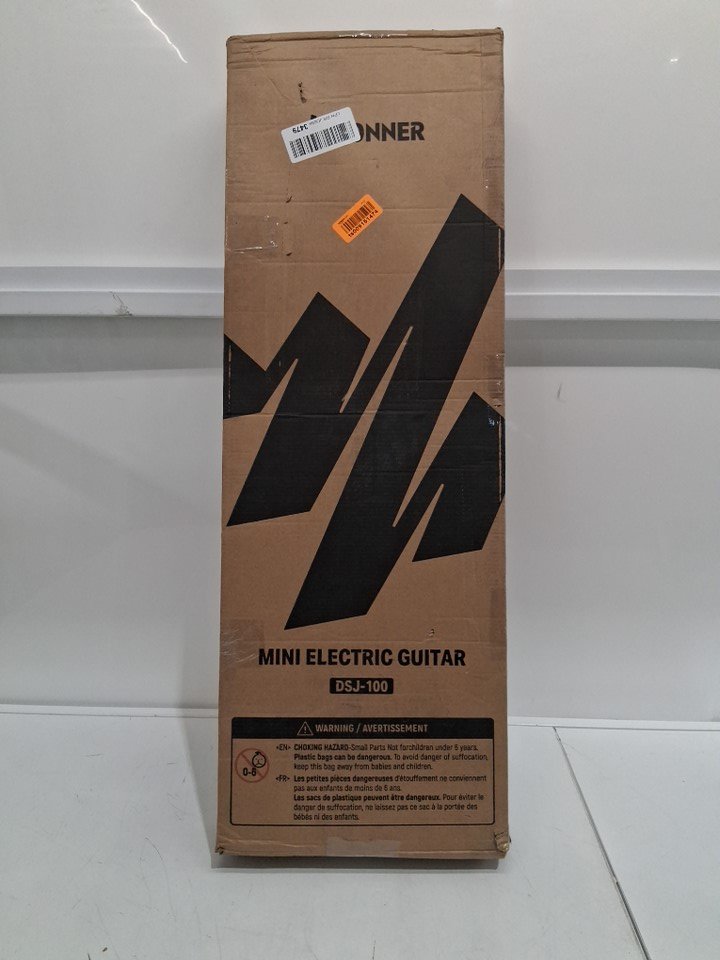 3479
ONNER
MINI ELECTRIC GUITAR
DSJ-100
WARNING / AVERTISSEMENT
0-6
<EN> CHOKING HAZARD-Small Parts Not forchildren under 6 years.
Plastic bags can be dangerous. To avoid danger of suffocation,
keep this bag away from babies and children.
<FR> Les petites pièces dangereuses d'étouffement ne conviennent
pas aux enfants de moins de 6 ans.
Les sacs de plastique peuvent être dangereux. Pour éviter le
danger de suffocation, ne laissez pas ce sac à la portée des
bébés ni des enfants.